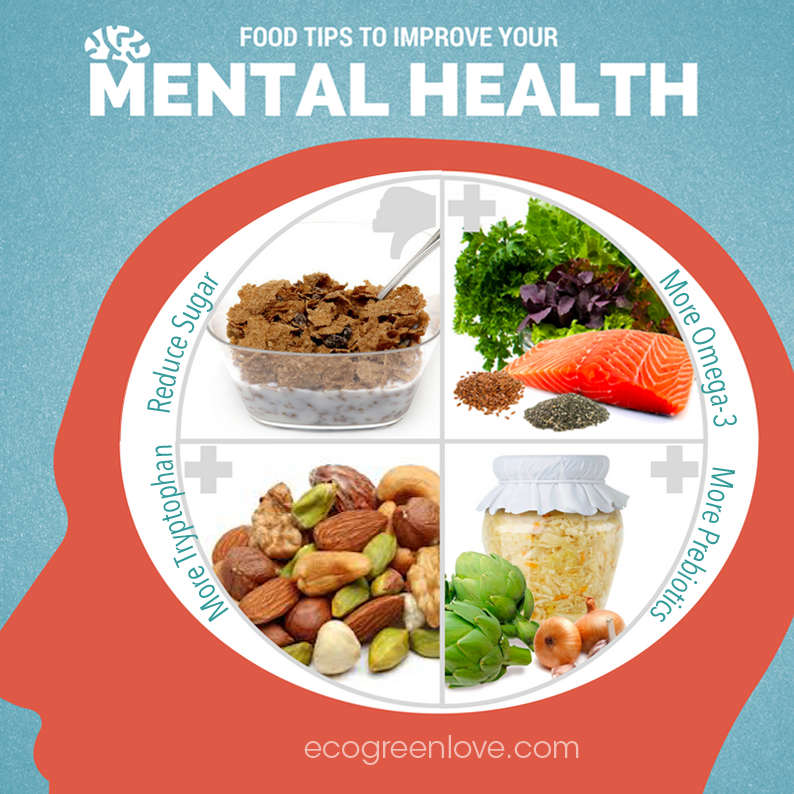 FOOD TIPS TO IMPROVE YOUR
MENTAL HEALTH
Reduce Sugar
More Omega-3
More Tryptophan
More Prebiotics
ecogreenlove.com